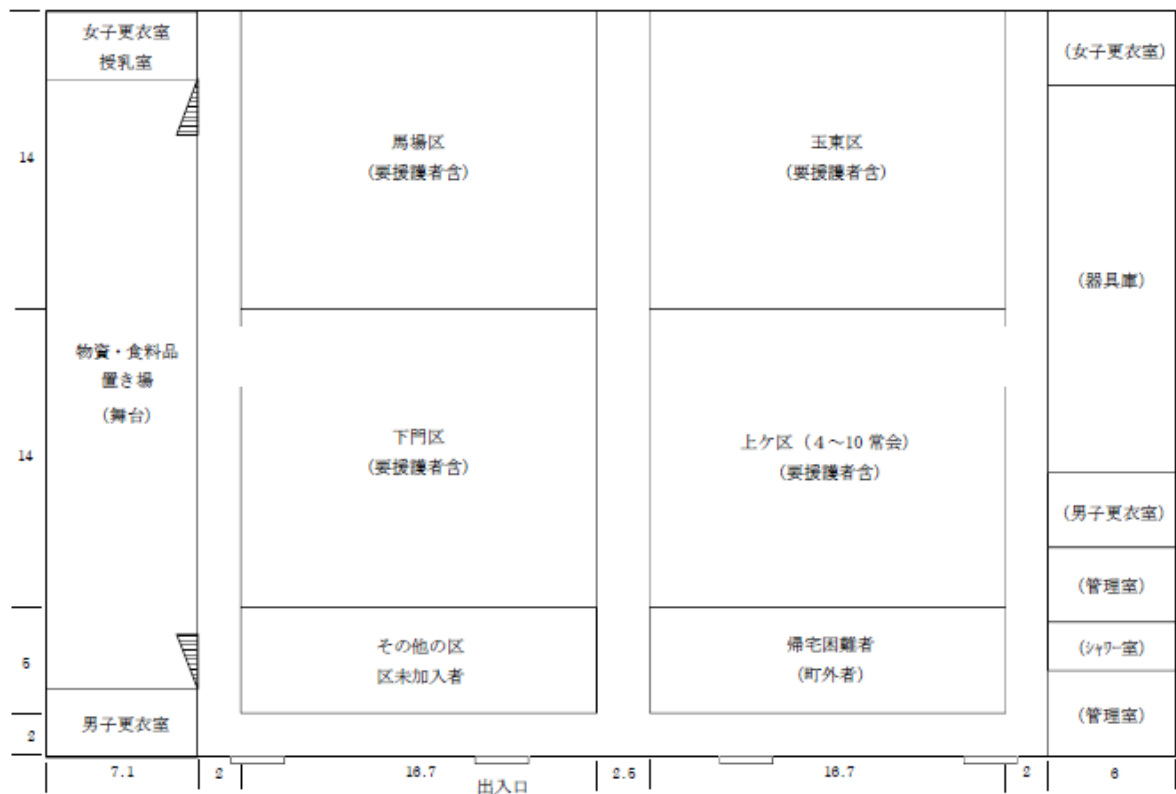 女子更衣室
授乳室
物資・食料品
置き場
(舞台)
男子更衣室
馬場区
(要援護者含)
玉東区
(要援護者含)
下門区
(要援護者含)
上ケ区（４～10 常会）
(要援護者含)
その他の区
区未加入者
帰宅困難者
(町外者)
(女子更衣室)
(器具庫)
(男子更衣室)
(管理室)
(ｼｬﾜｰ室)
(管理室)
14
14
5
2
7.1
2
16.7
出入口
2.5
16.7
2
6